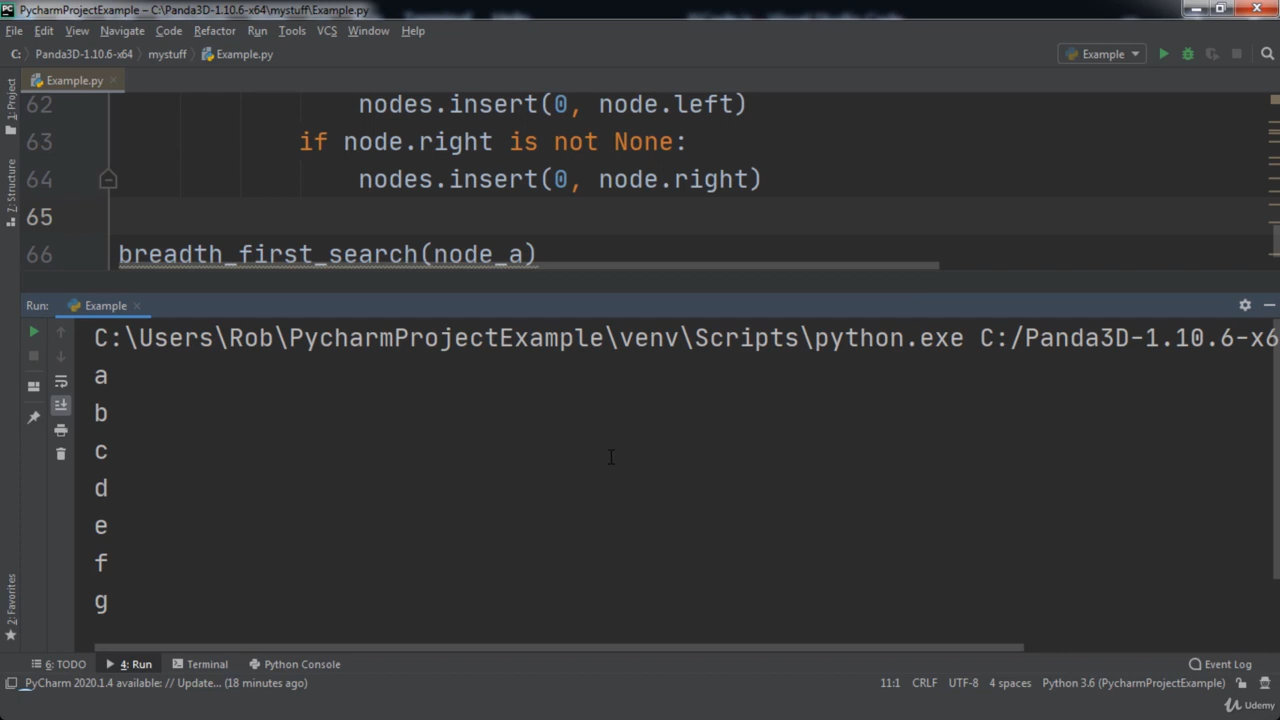 PycharmProjectExample – C:\Panda3D-1.10.6-x64\mystuff\Example.py
File Edit View Navigate Code Refactor Run Tools VCS Window Help
C: Panda3D-1.10.6-x64 mystuff Example.py Example
Example.py
1: Project
Z: Structure
2: Favorites
62 nodes.insert(0, node.left)
63 if node.right is not None:
64 nodes.insert(0, node.right)
65
66 breadth_first_search(node_a)
Run: Example
C:\Users\Rob\PycharmProjectExample\venv\Scripts\python.exe C:/Panda3D-1.10.6-x6
a
b
c
d
e
f
g
6: TODO 4: Run Terminal Python Console Event Log
PyCharm 2020.1.4 available: // Update... (18 minutes ago) 11:1 CRLF UTF-8 4 spaces Python 3.6 (PycharmProjectExample)
Udemy